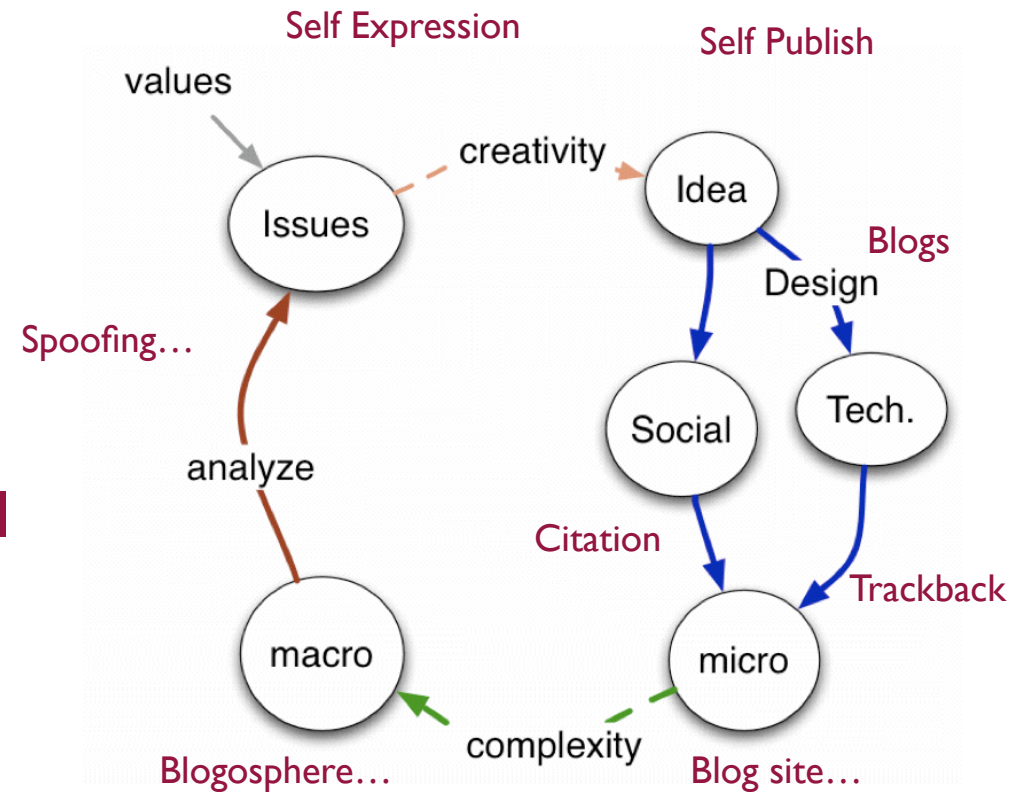 Self Expression
Self Publish
values
creativity
Idea
Issues
Blogs
Design
Spoofing…
Social
Tech.
analyze
Citation
Trackback
macro
micro
complexity
Blogosphere…
Blog site…